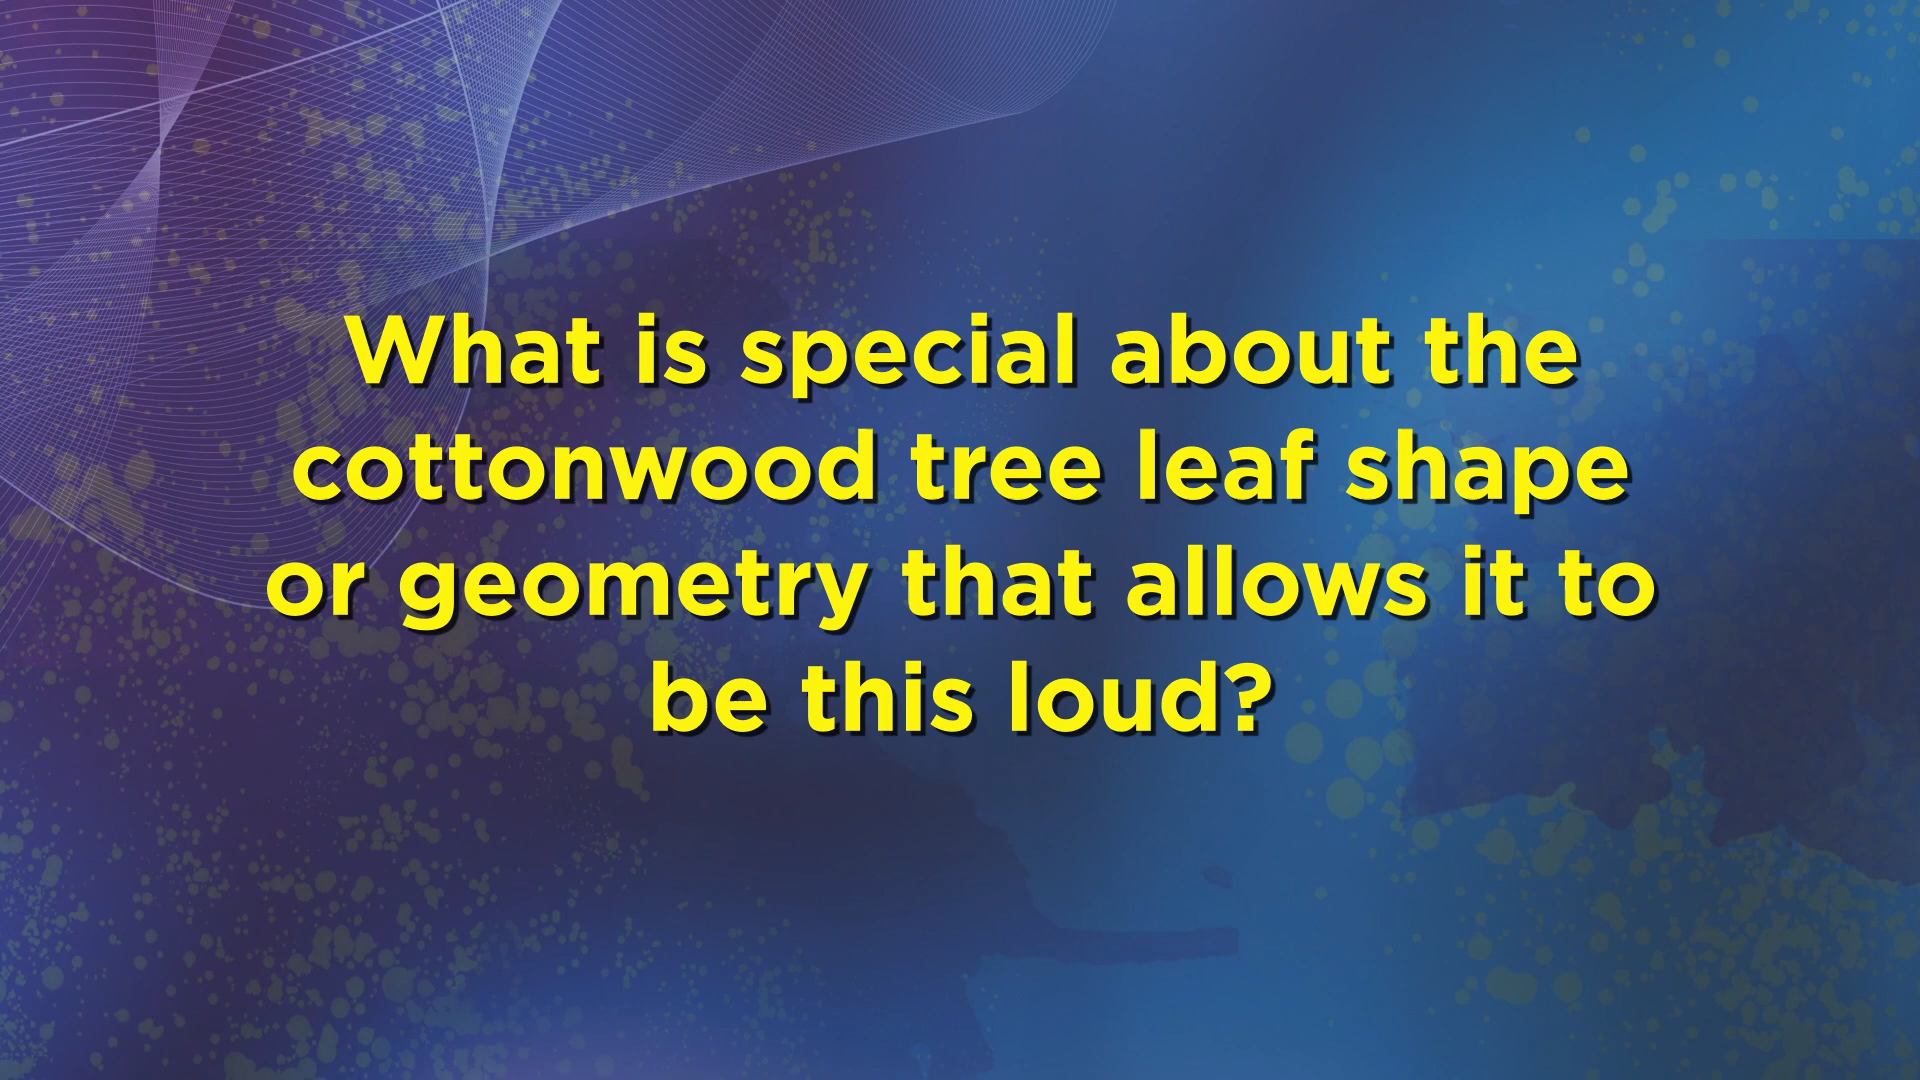 What is special about the
cottonwood tree leaf shape
or geometry that allows it to
be this loud?